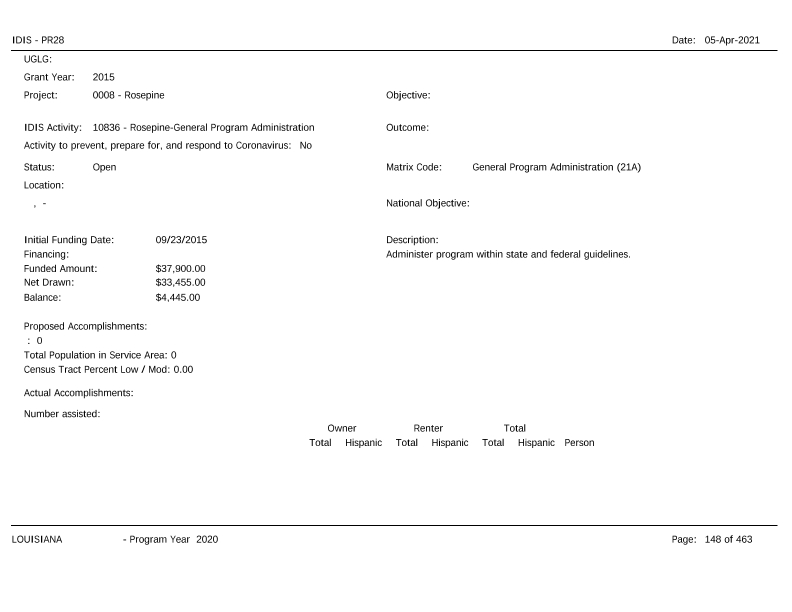 IDIS - PR28 Date: 05-Apr-2021
UGLG:
Grant Year: 2015
Project: 0008 - Rosepine Objective:
IDIS Activity: 10836 - Rosepine-General Program Administration Outcome:
Activity to prevent, prepare for, and respond to Coronavirus: No
Status: Open Matrix Code: General Program Administration (21A)
Location:
, - National Objective:
Initial Funding Date: 09/23/2015 Description:
Financing: Administer program within state and federal guidelines.
Funded Amount: $37,900.00
Net Drawn: $33,455.00
Balance: $4,445.00
Proposed Accomplishments:
: 0
Total Population in Service Area: 0
Census Tract Percent Low / Mod: 0.00
Actual Accomplishments:
Number assisted:
Owner Renter Total
Total Hispanic Total Hispanic Total Hispanic Person
LOUISIANA - Program Year 2020 Page: 148 of 463